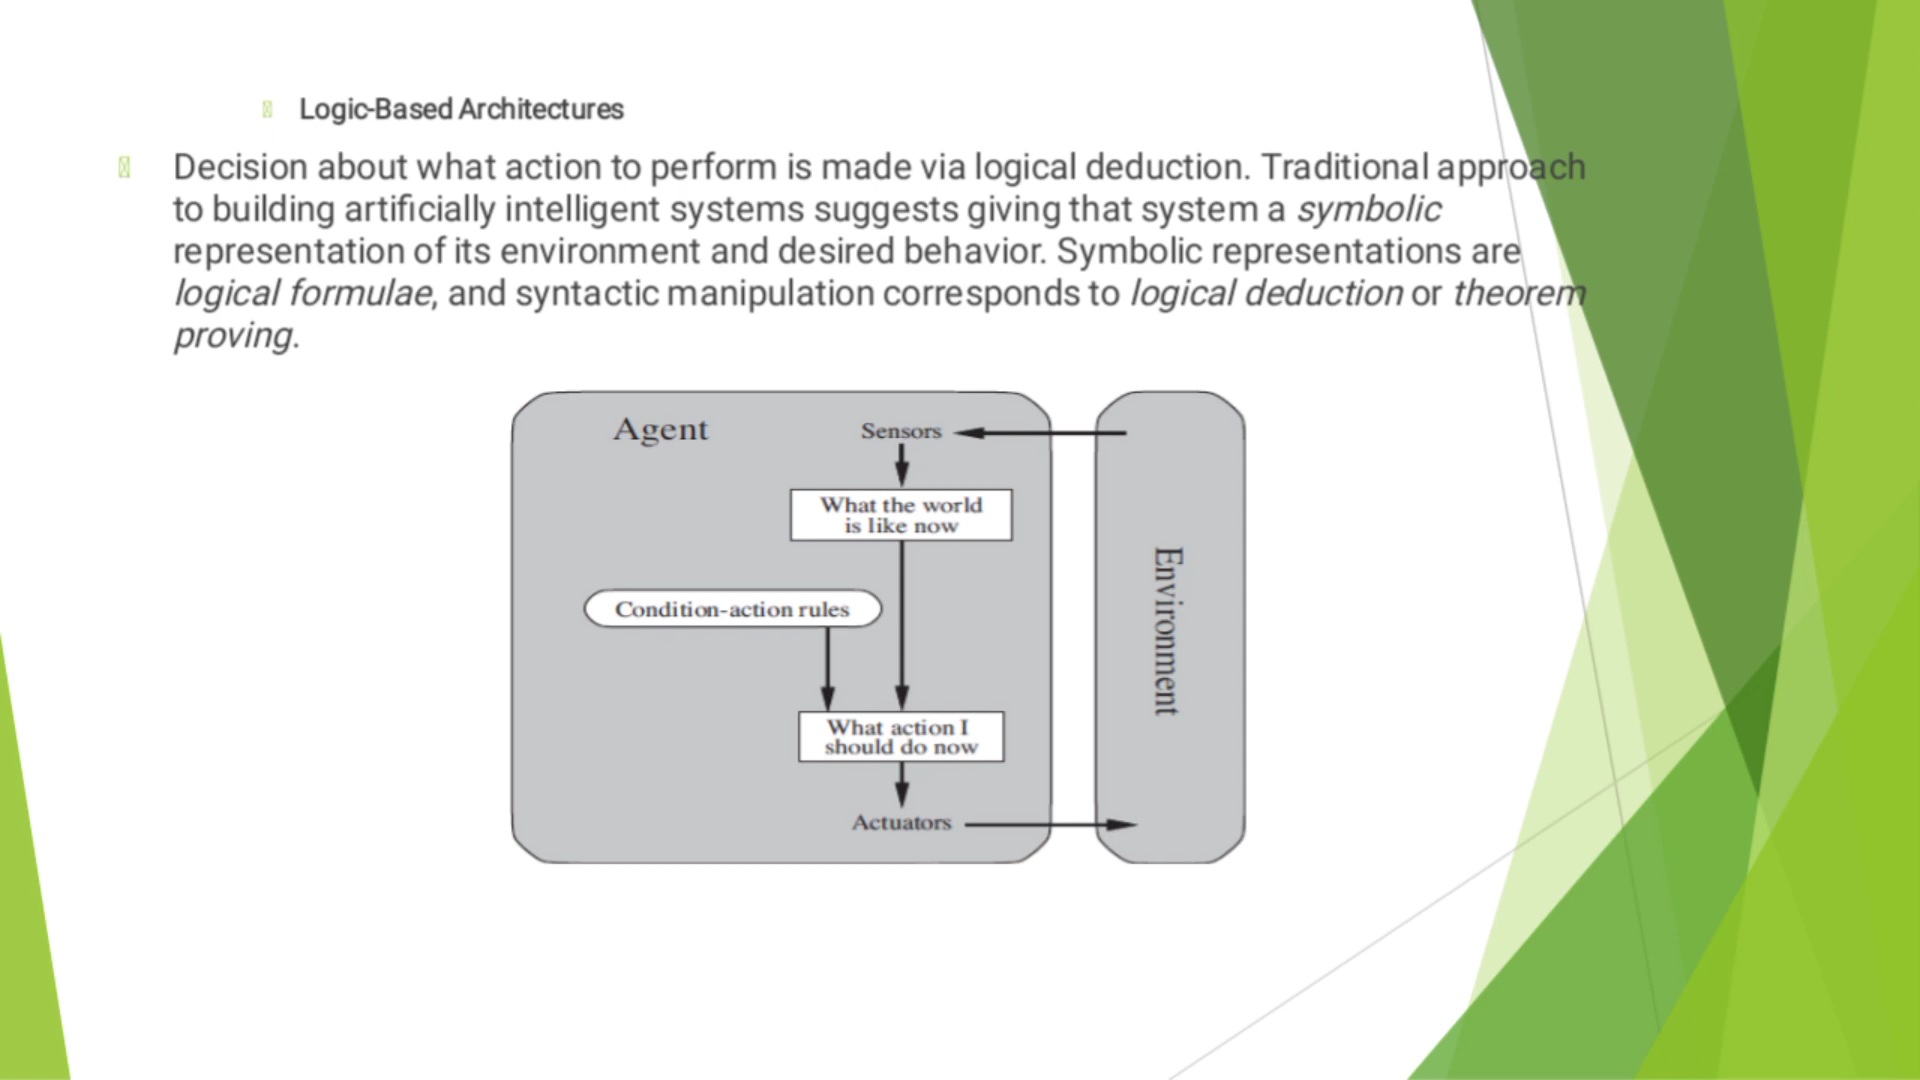 Logic-Based Architectures
Decision about what action to perform is made via logical deduction. Traditional approach
to building artificially intelligent systems suggests giving that system a symbolic
representation of its environment and desired behavior. Symbolic representations are
logical formulae, and syntactic manipulation corresponds to logical deduction or theorem
proving.
Agent
Sensors
What the world
is like now
Condition-action rules
Environment
What action I
should do now
Actuators